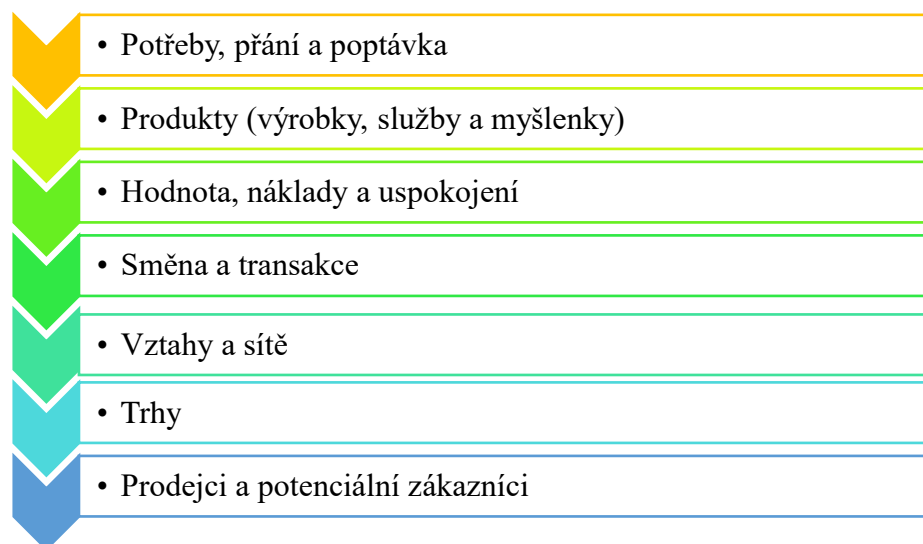 • Potřeby, přání a poptávka
• Produkty (výrobky, služby a myšlenky)
• Hodnota, náklady a uspokojení
• Směna a transakce
• Vztahy a sítě
• Trhy
• Prodejci a potenciální zákazníci